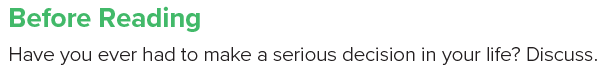 Before Reading
Have you ever had to make a serious decision in your life? Discuss.